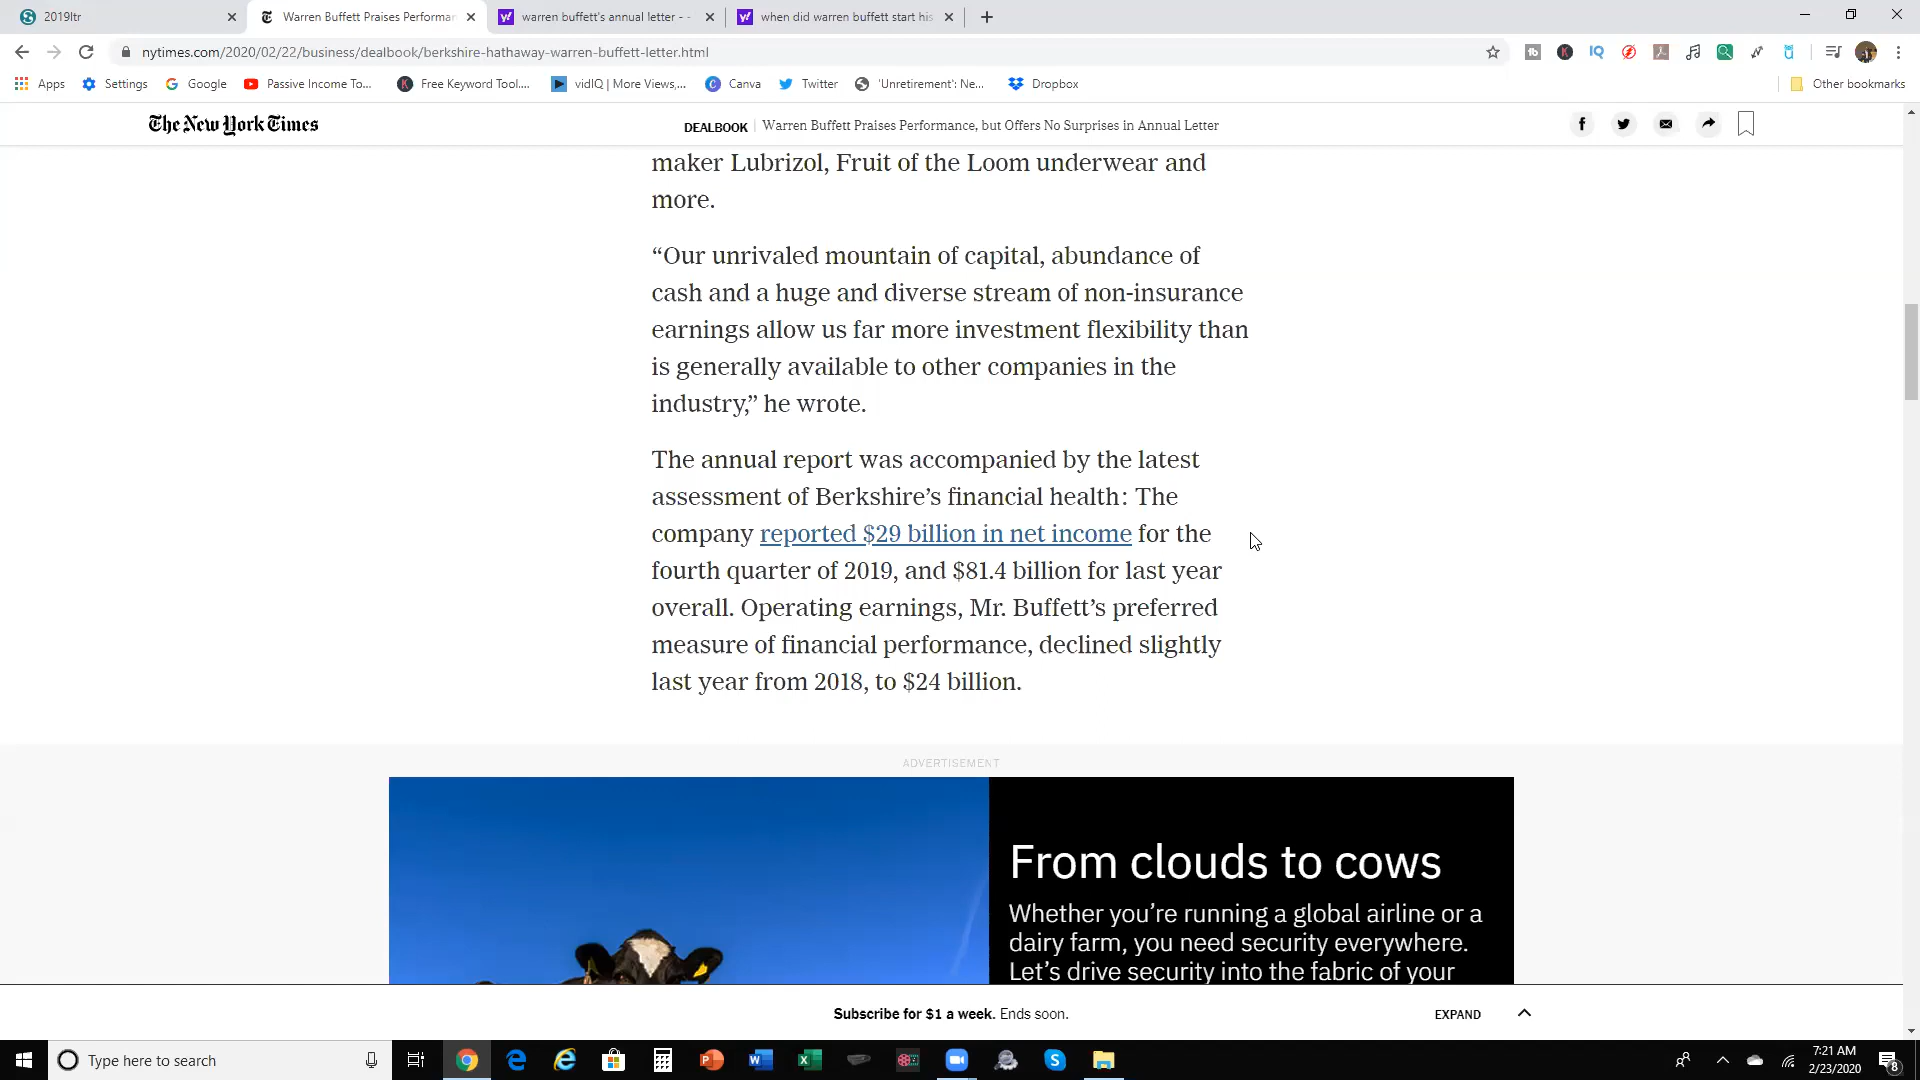 2019ltr
Warren Buffett Praises Performan
warren buffett's annual letter - -
when did warren buffett start his
nytimes.com/2020/02/22/business/dealbook/berkshire-hathaway-warren-buffett-letter.html
Apps
Settings
Google
Passive Income To...
Free Keyword Tool....
vidIQ | More Views,...
Canva
Twitter
'Unretirement': Ne...
Dropbox
Other bookmarks
The New York Times
DEALBOOK | Warren Buffett Praises Performance, but Offers No Surprises in Annual Letter
maker Lubrizol, Fruit of the Loom underwear and
more.
“Our unrivaled mountain of capital, abundance of
cash and a huge and diverse stream of non-insurance
earnings allow us far more investment flexibility than
is generally available to other companies in the
industry,” he wrote.
The annual report was accompanied by the latest
assessment of Berkshire’s financial health: The
company reported $29 billion in net income for the
fourth quarter of 2019, and $81.4 billion for last year
overall. Operating earnings, Mr. Buffett’s preferred
measure of financial performance, declined slightly
last year from 2018, to $24 billion.
ADVERTISEMENT
From clouds to cows
Whether you’re running a global airline or a
dairy farm, you need security everywhere.
Let’s drive security into the fabric of your
Subscribe for $1 a week. Ends soon.
EXPAND
Type here to search
7:21 AM
2/23/2020
8